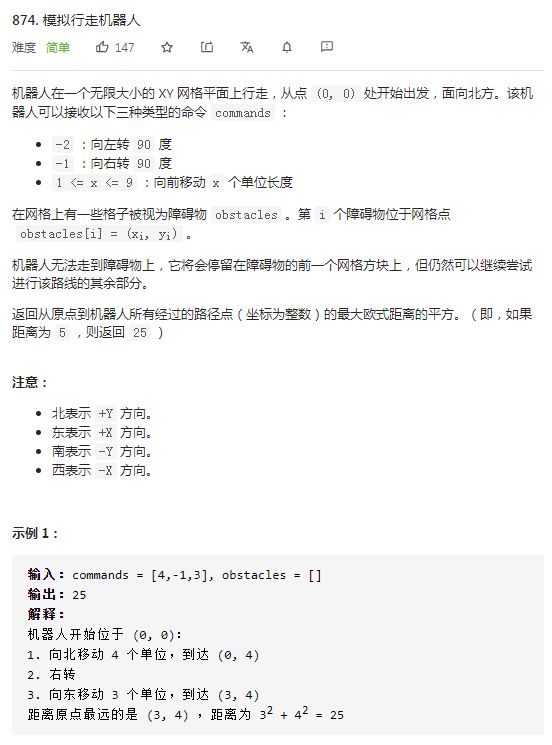 874. 模拟行走机器人
难度 简单 147
机器人在一个无限大小的 XY 网格平面上行走，从点 (0, 0) 处开始出发，面向北方。该机
器人可以接收以下三种类型的命令 commands ：
-2 ：向左转 90 度
-1 ：向右转 90 度
1 <= x <= 9 ：向前移动 x 个单位长度
在网格上有一些格子被视为障碍物 obstacles 。第 i 个障碍物位于网格点
obstacles[i] = (xi, yi) 。
机器人无法走到障碍物上，它将会停留在障碍物的前一个网格方块上，但仍然可以继续尝试
进行该路线的其余部分。
返回从原点到机器人所有经过的路径点（坐标为整数）的最大欧式距离的平方。（即，如果
距离为 5 ，则返回 25 ）
注意：
北表示 +Y 方向。
东表示 +X 方向。
南表示 -Y 方向。
西表示 -X 方向。
示例 1：
输入: commands = [4,-1,3], obstacles = []
输出: 25
解释:
机器人开始位于 (0, 0):
1. 向北移动 4 个单位，到达 (0, 4)
2. 右转
3. 向东移动 3 个单位，到达 (3, 4)
距离原点最远的是 (3, 4) ，距离为 3² + 4² = 25